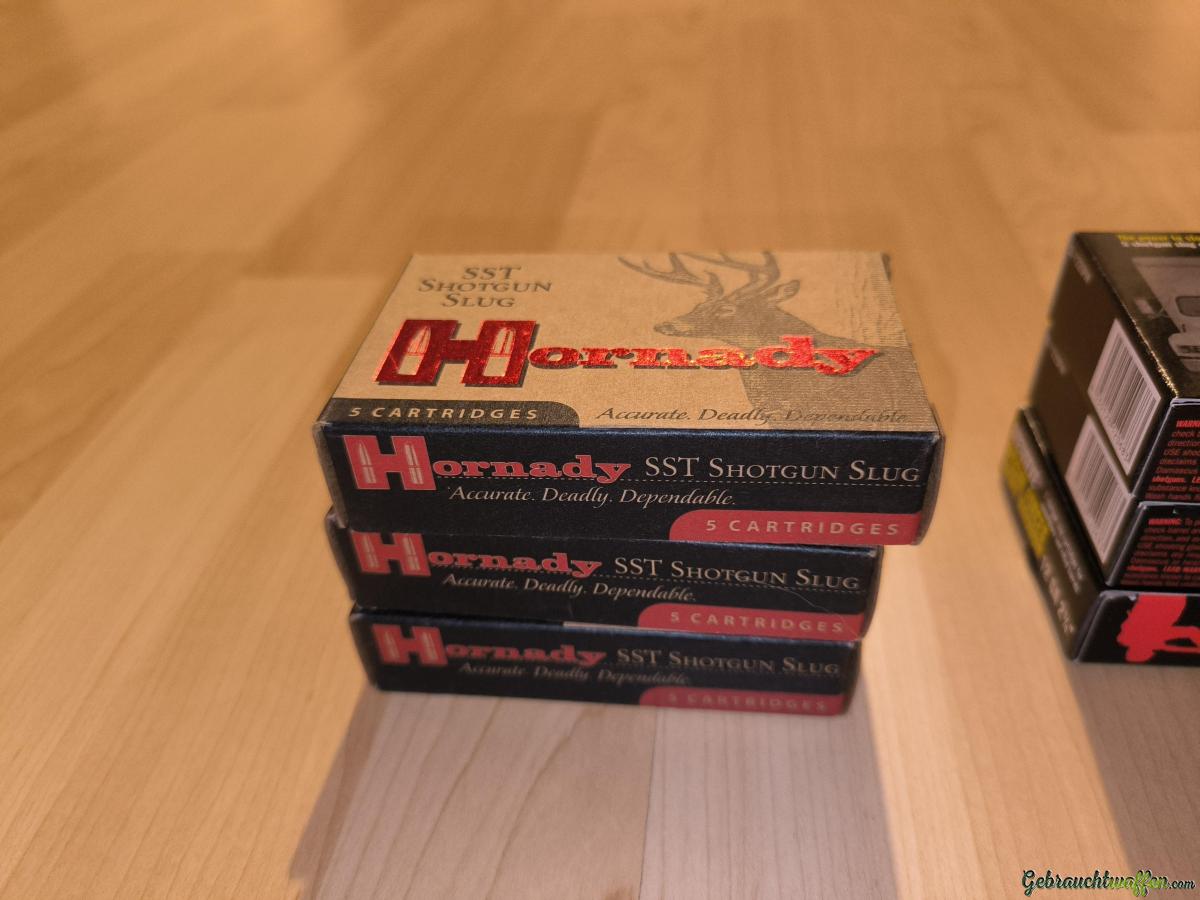 SST
SHOTGUN
SLUG
Hornady
5 CARTRIDGES
Accurate. Deadly. Dependable
Hornady SST SHOTGUN SLUG
Accurate. Deadly. Dependable.
5 CARTRIDGES
Hornady SST SHOTGUN SLUG
Accurate. Deadly. Dependable.
5 CARTRIDGES
Hornady SST SHOTGUN SLUG
Accurate. Deadly. Dependable.
5 CARTRIDGES
WARNING: To
Gebrauchtwaffen.com